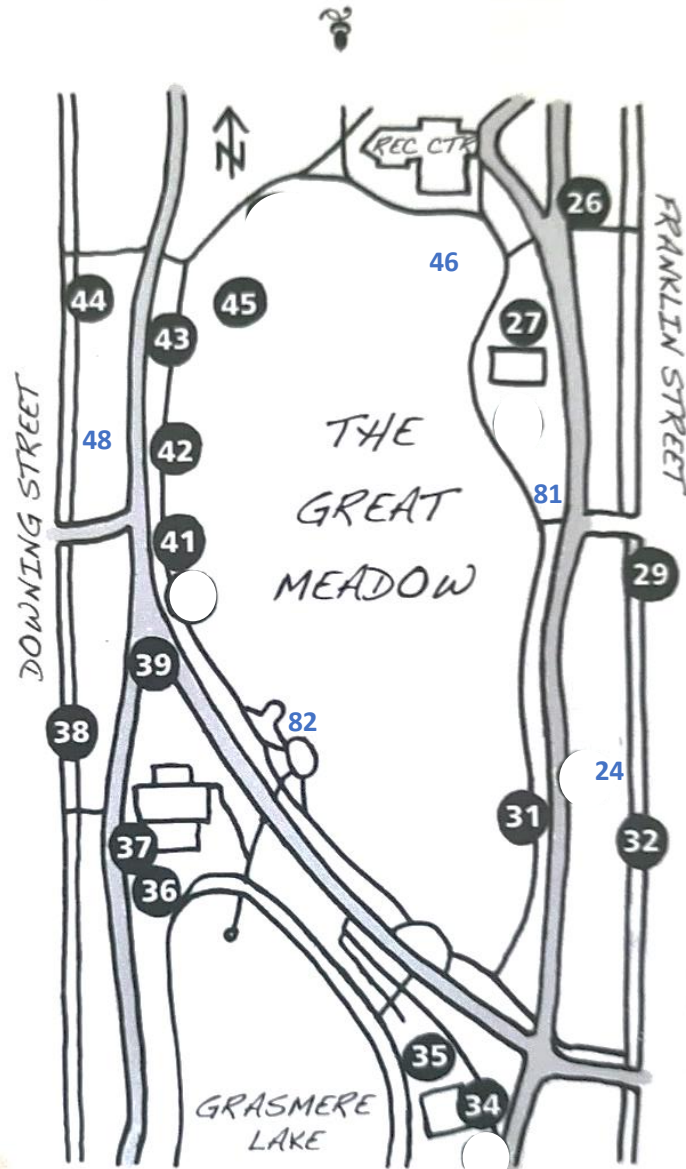 N
REC CTR
26
FRANKLIN STREET
46
44
45
27
43
48
42
THE
GREAT
MEADOW
DOWNING STREET
81
41
29
39
38
82
24
31
32
37
36
35
34
GRASMERE
LAKE